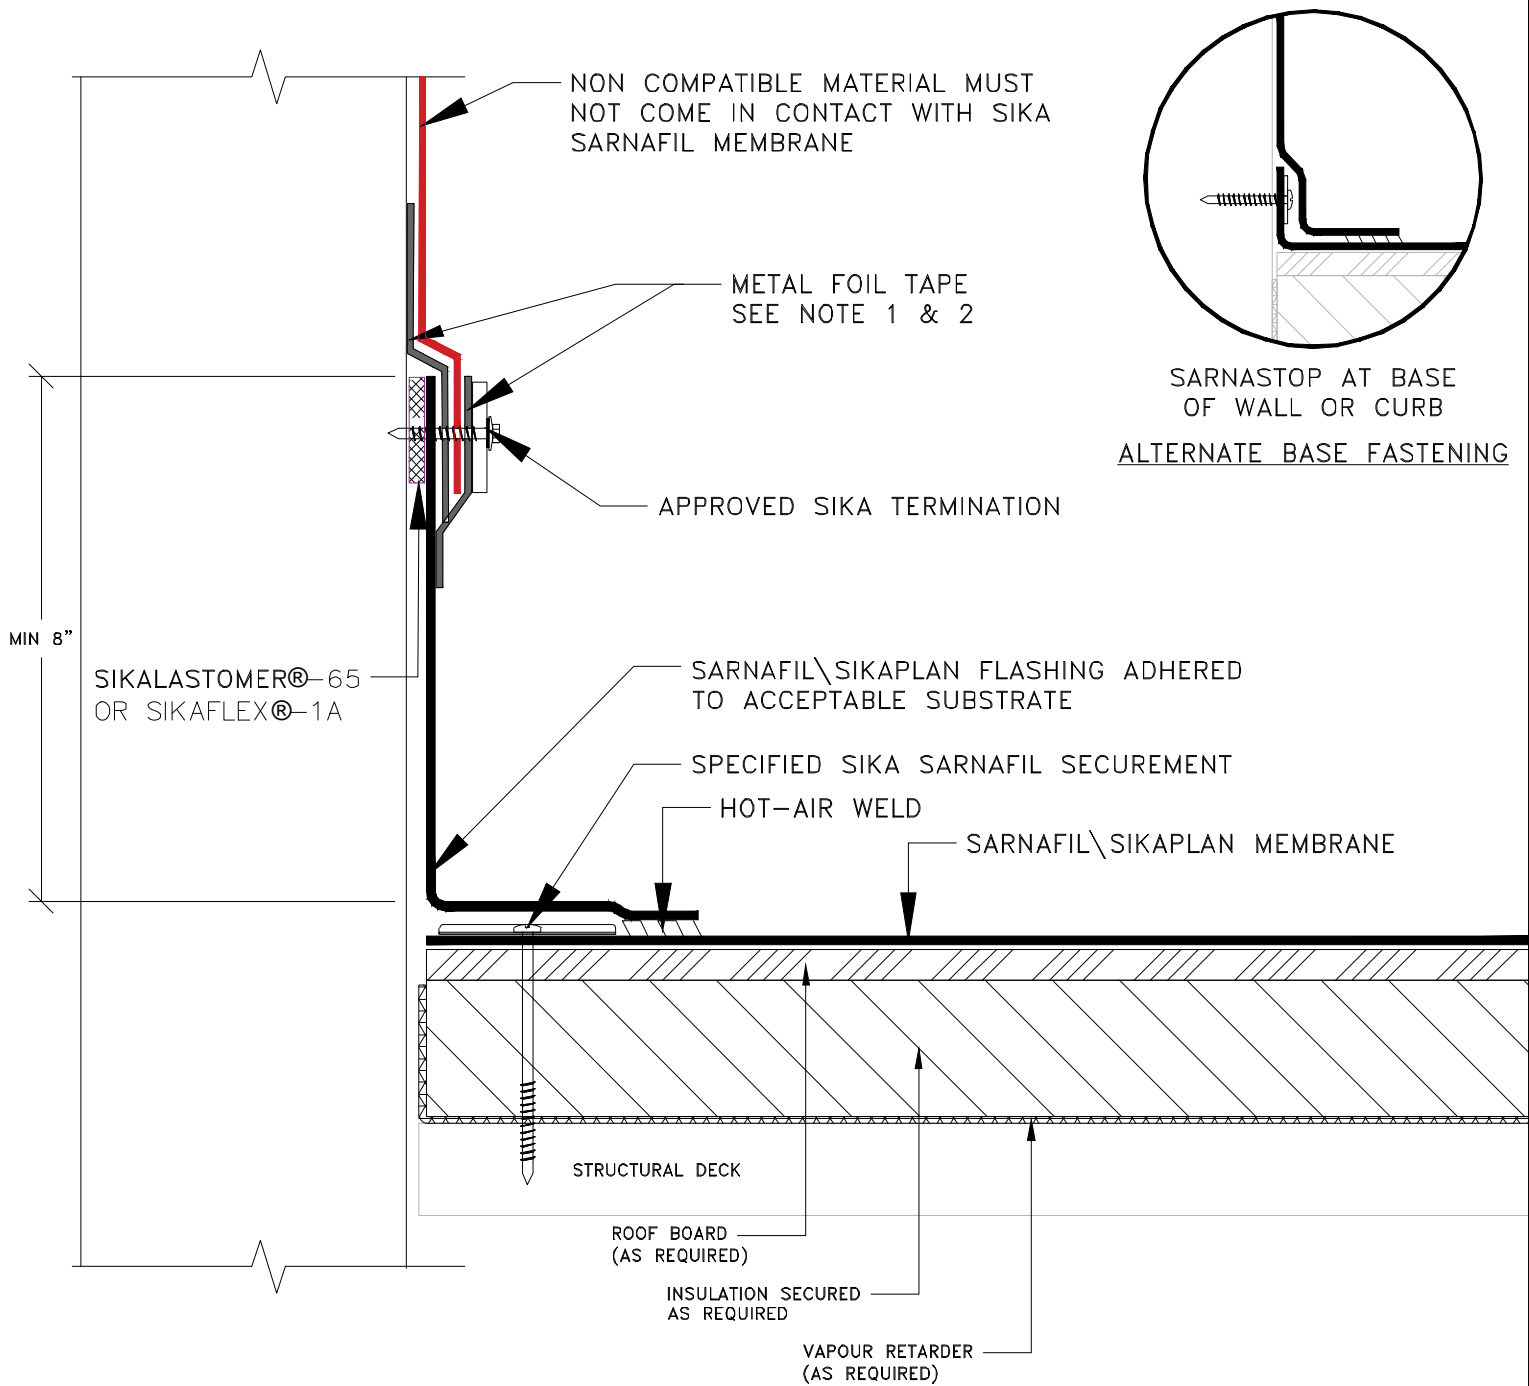 NON COMPATIBLE MATERIAL MUST
NOT COME IN CONTACT WITH SIKA
SARNAFIL MEMBRANE
METAL FOIL TAPE
SEE NOTE 1 & 2
SARNASTOP AT BASE
OF WALL OR CURB
ALTERNATE BASE FASTENING
APPROVED SIKA TERMINATION
MIN 8”
SIKALASTOMER®-65
OR SIKAFLEX®-1A
SARNAFIL\SIKAPLAN FLASHING ADHERED
TO ACCEPTABLE SUBSTRATE
SPECIFIED SIKA SARNAFIL SECUREMENT
HOT-AIR WELD
SARNAFIL\SIKAPLAN MEMBRANE
STRUCTURAL DECK
ROOF BOARD
(AS REQUIRED)
INSULATION SECURED
AS REQUIRED
VAPOUR RETARDER
(AS REQUIRED)